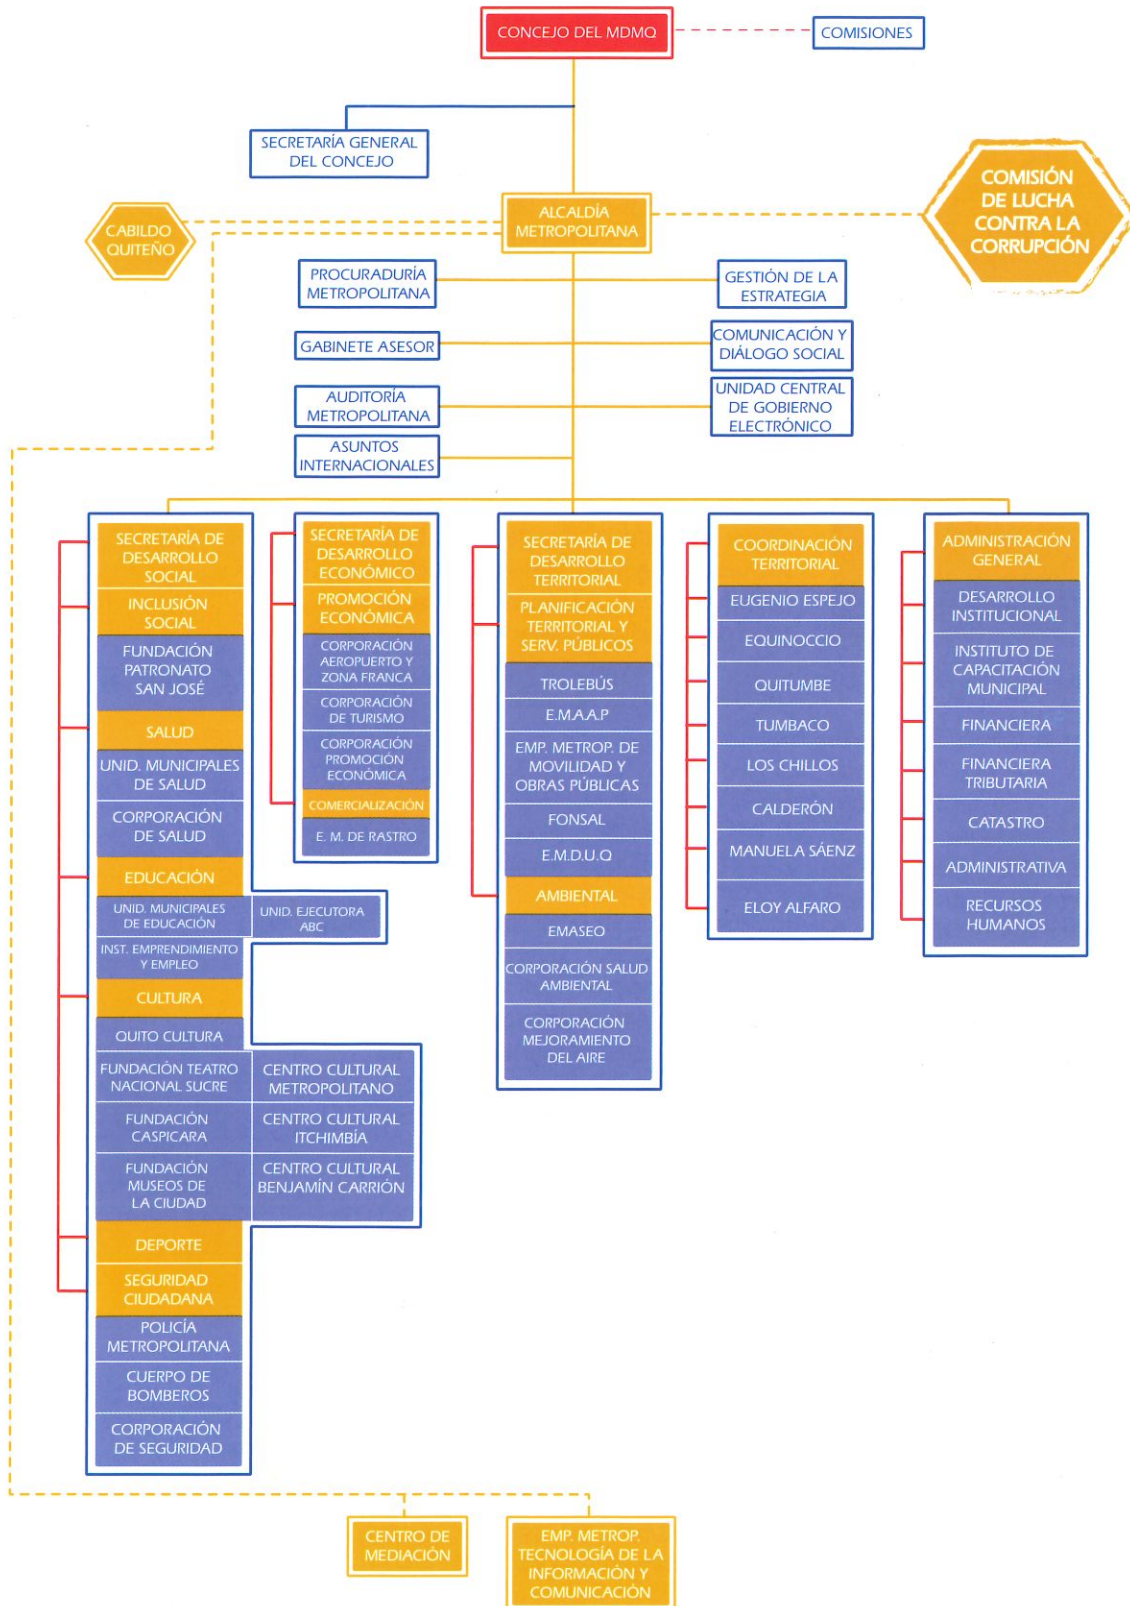 CONCEJO DEL MDMQ
COMISIONES
SECRETARÍA GENERAL
DEL CONCEJO
COMISIÓN
DE LUCHA
CONTRA LA
CORRUPCIÓN
ALCALDÍA
METROPOLITANA
CABILDO
QUITEÑO
PROCURADURÍA
METROPOLITANA
GESTIÓN DE LA
ESTRATEGIA
GABINETE ASESOR
COMUNICACIÓN Y
DIÁLOGO SOCIAL
AUDITORÍA
METROPOLITANA
UNIDAD CENTRAL
DE GOBIERNO
ELECTRÓNICO
ASUNTOS
INTERNACIONALES
SECRETARÍA DE
DESARROLLO
SOCIAL
INCLUSIÓN
SOCIAL
FUNDACIÓN
PATRONATO
SAN JOSÉ
SALUD
UNID. MUNICIPALES
DE SALUD
CORPORACIÓN
DE SALUD
EDUCACIÓN
UNID. MUNICIPALES
DE EDUCACIÓN
UNID. EJECUTORA
ABC
INST. EMPRENDIMIENTO
Y EMPLEO
CULTURA
QUITO CULTURA
FUNDACIÓN TEATRO
NACIONAL SUCRE
CENTRO CULTURAL
METROPOLITANO
FUNDACIÓN
CASPICARA
CENTRO CULTURAL
ITCHIMBÍA
FUNDACIÓN
MUSEOS DE
LA CIUDAD
CENTRO CULTURAL
BENJAMÍN CARRIÓN
DEPORTE
SEGURIDAD
CIUDADANA
POLICÍA
METROPOLITANA
CUERPO DE
BOMBEROS
CORPORACIÓN
DE SEGURIDAD
SECRETARÍA DE
DESARROLLO
ECONÓMICO
PROMOCIÓN
ECONÓMICA
CORPORACIÓN
AEROPUERTO Y
ZONA FRANCA
CORPORACIÓN
DE TURISMO
CORPORACIÓN
PROMOCIÓN
ECONÓMICA
COMERCIALIZACIÓN
E. M. DE RASTRO
SECRETARÍA DE
DESARROLLO
TERRITORIAL
PLANIFICACIÓN
TERRITORIAL Y
SERV. PÚBLICOS
TROLEBÚS
E.M.A.A.P
EMP. METROP. DE
MOVILIDAD Y
OBRAS PÚBLICAS
FONSAL
E.M.D.U.Q
AMBIENTAL
EMASEO
CORPORACIÓN SALUD
AMBIENTAL
CORPORACIÓN
MEJORAMIENTO
DEL AIRE
COORDINACIÓN
TERRITORIAL
EUGENIO ESPEJO
EQUINOCCIO
QUITUMBE
TUMBACO
LOS CHILLOS
CALDERÓN
MANUELA SÁENZ
ELOY ALFARO
ADMINISTRACIÓN
GENERAL
DESARROLLO
INSTITUCIONAL
INSTITUTO DE
CAPACITACIÓN
MUNICIPAL
FINANCIERA
FINANCIERA
TRIBUTARIA
CATASTRO
ADMINISTRATIVA
RECURSOS
HUMANOS
CENTRO DE
MEDIACIÓN
EMP. METROP.
TECNOLOGÍA DE LA
INFORMACIÓN Y
COMUNICACIÓN